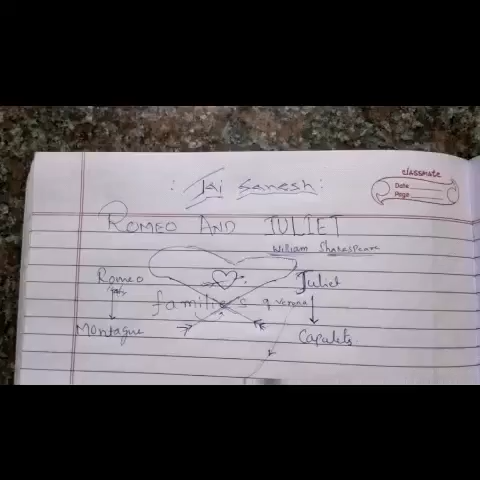 : Jai Ganesh :
classmate
Date
Page
ROMEO AND JULIET
William Shakespeare
Romeo Juliet
families of verona
Montague Capulets